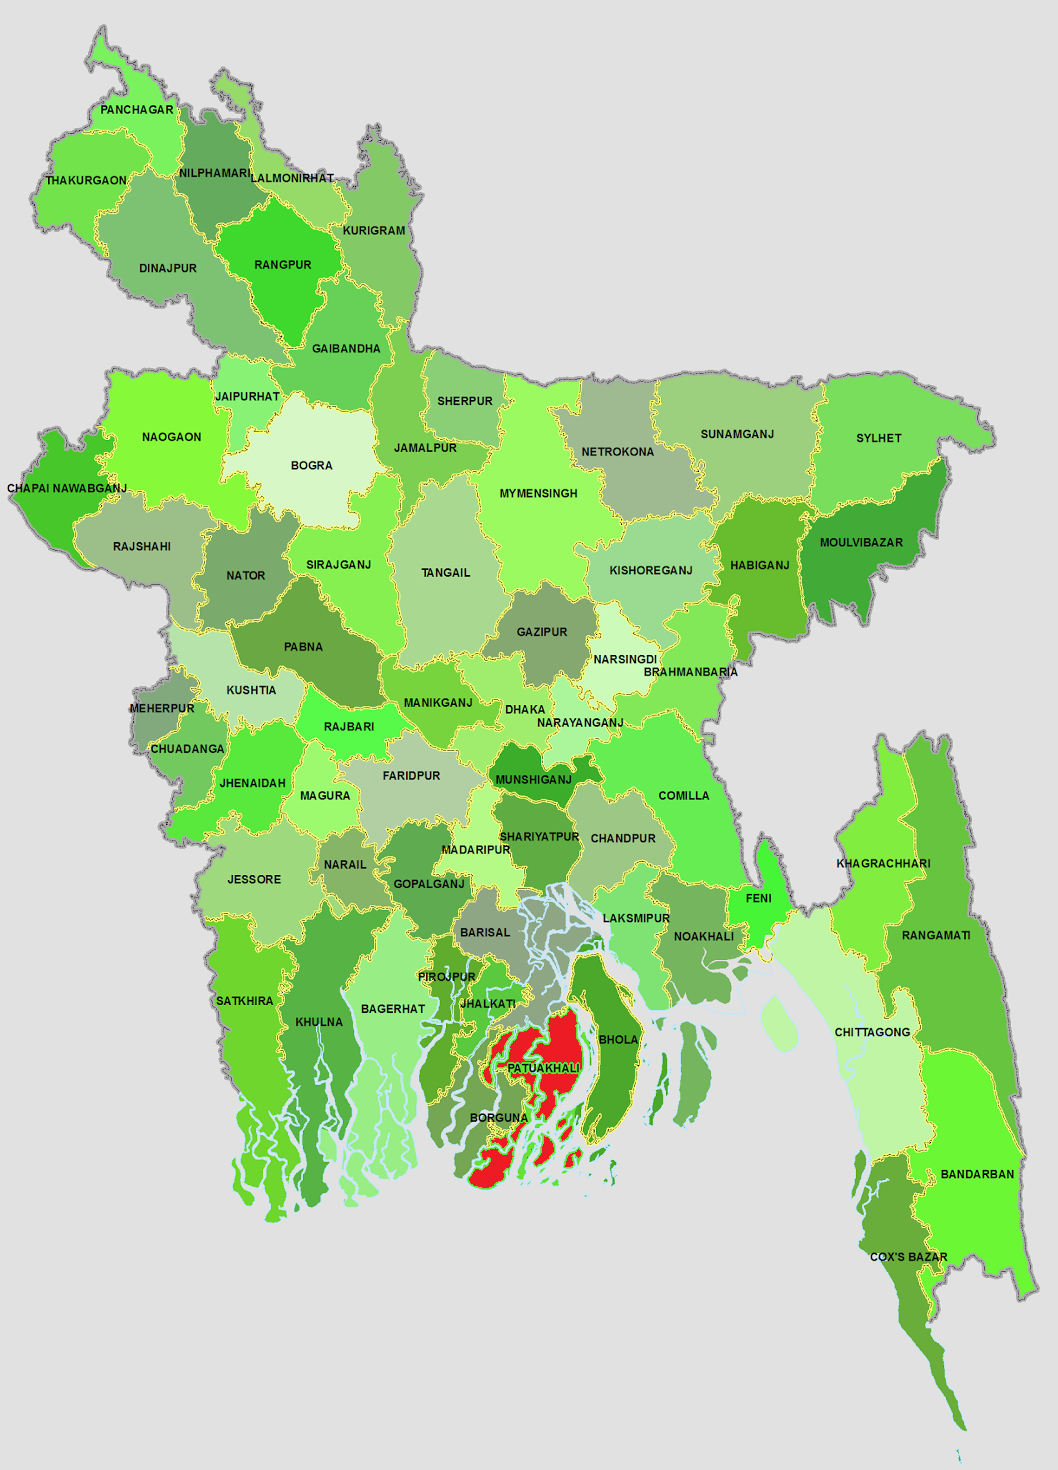 PANCHAGAR
THAKURGAON
NILPHAMARI
LALMONIRHAT
KURIGRAM
DINAJPUR
RANGPUR
GAIBANDHA
JAIPURHAT
SHERPUR
NAOGAON
JAMALPUR
SUNAMGANJ
SYLHET
BOGRA
NETROKONA
CHAPAI NAWABGANJ
MYMENSINGH
RAJSHAHI
MOULVIBAZAR
SIRAJGANJ
HABIGANJ
KISHOREGANJ
TANGAIL
NATOR
GAZIPUR
PABNA
NARSINGDI
BRAHMANBARIA
KUSHTIA
MANIKGANJ
MEHERPUR
DHAKA
NARAYANGANJ
RAJBARI
CHUADANGA
FARIDPUR
MUNSHIGANJ
JHENAIDAH
MAGURA
COMILLA
SHARIYATPUR
CHANDPUR
MADARIPUR
KHAGRACHHARI
NARAIL
JESSORE
GOPALGANJ
FENI
LAKSMIPUR
BARISAL
NOAKHALI
RANGAMATI
PIROJPUR
SATKHIRA
JHALKATI
BAGERHAT
KHULNA
CHITTAGONG
BHOLA
PATUAKHALI
BORGUNA
BANDARBAN
COX'S BAZAR